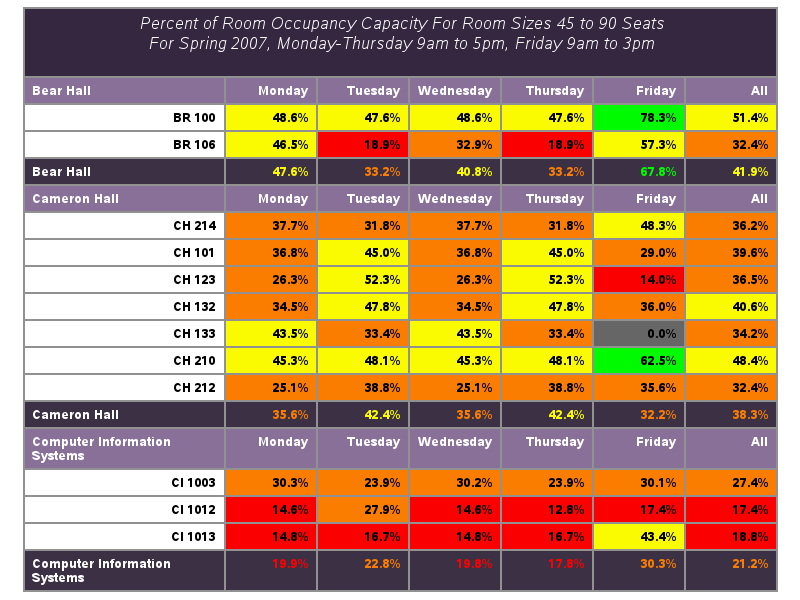 Percent of Room Occupancy Capacity For Room Sizes 45 to 90 Seats
For Spring 2007, Monday-Thursday 9am to 5pm, Friday 9am to 3pm
Bear Hall Monday Tuesday Wednesday Thursday Friday All
BR 100 48.6% 47.6% 48.6% 47.6% 78.3% 51.4%
BR 106 46.5% 18.9% 32.9% 18.9% 57.3% 32.4%
Bear Hall 47.6% 33.2% 40.8% 33.2% 67.8% 41.9%
Cameron Hall Monday Tuesday Wednesday Thursday Friday All
CH 214 37.7% 31.8% 37.7% 31.8% 48.3% 36.2%
CH 101 36.8% 45.0% 36.8% 45.0% 29.0% 39.6%
CH 123 26.3% 52.3% 26.3% 52.3% 14.0% 36.5%
CH 132 34.5% 47.8% 34.5% 47.8% 36.0% 40.6%
CH 133 43.5% 33.4% 43.5% 33.4% 0.0% 34.2%
CH 210 45.3% 48.1% 45.3% 48.1% 62.5% 48.4%
CH 212 25.1% 38.8% 25.1% 38.8% 35.6% 32.4%
Cameron Hall 35.6% 42.4% 35.6% 42.4% 32.2% 38.3%
Computer Information Monday Tuesday Wednesday Thursday Friday All
Systems
CI 1003 30.3% 23.9% 30.2% 23.9% 30.1% 27.4%
CI 1012 14.6% 27.9% 14.6% 12.8% 17.4% 17.4%
CI 1013 14.8% 16.7% 14.8% 16.7% 43.4% 18.8%
Computer Information 19.9% 22.8% 19.8% 17.8% 30.3% 21.2%
Systems